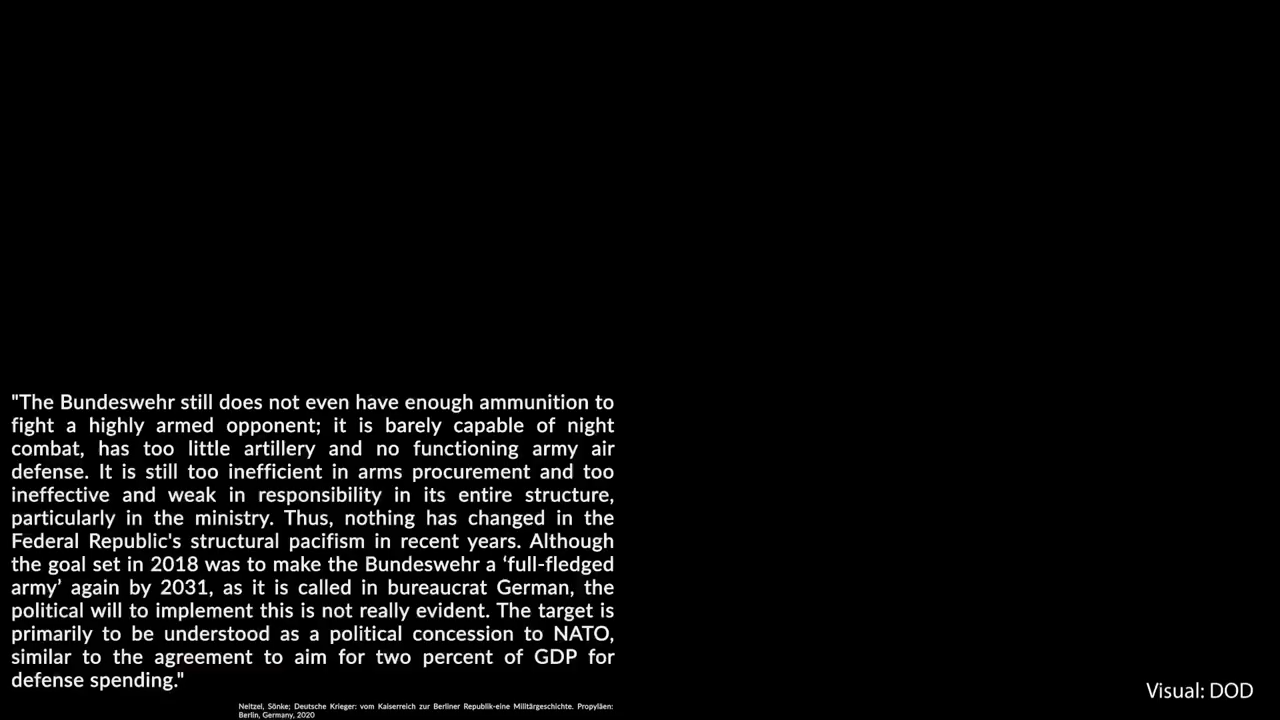 "The Bundeswehr still does not even have enough ammunition to
fight a highly armed opponent; it is barely capable of night
combat, has too little artillery and no functioning army air
defense. It is still too inefficient in arms procurement and too
ineffective and weak in responsibility in its entire structure,
particularly in the ministry. Thus, nothing has changed in the
Federal Republic's structural pacifism in recent years. Although
the goal set in 2018 was to make the Bundeswehr a ‘full-fledged
army’ again by 2031, as it is called in bureaucrat German, the
political will to implement this is not really evident. The target is
primarily to be understood as a political concession to NATO,
similar to the agreement to aim for two percent of GDP for
defense spending."
Neitzel, Sönke; Deutsche Krieger: vom Kaiserreich zur Berliner Republik-eine Militärgeschichte. Propyläen:
Berlin, Germany, 2020
Visual: DOD